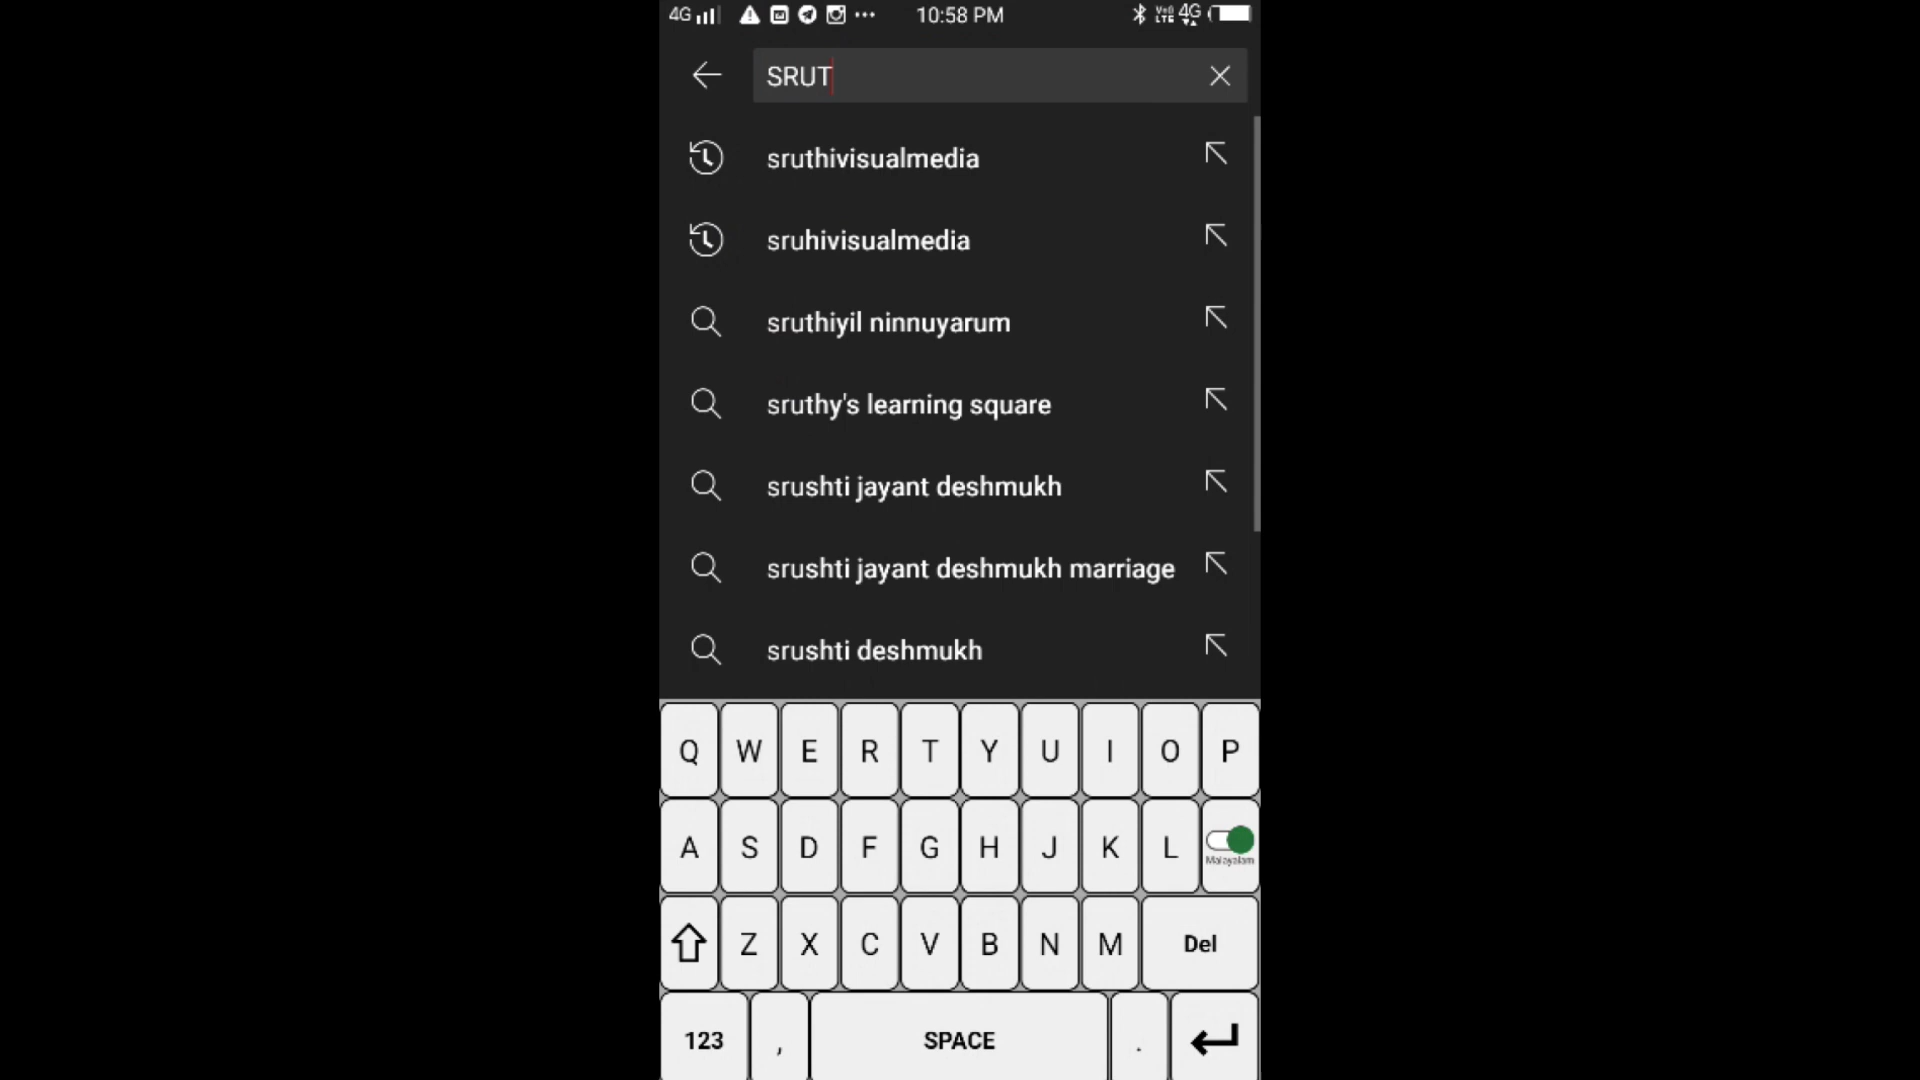 4G 10:58 PM VoLTE 4G
SRUT
sruthivisualmedia
sruhivisualmedia
sruthiyil ninnuyarum
sruthy's learning square
srushti jayant deshmukh
srushti jayant deshmukh marriage
srushti deshmukh
Q W E R T Y U I O P
A S D F G H J K L Malayalam
Z X C V B N M Del
123 , SPACE .